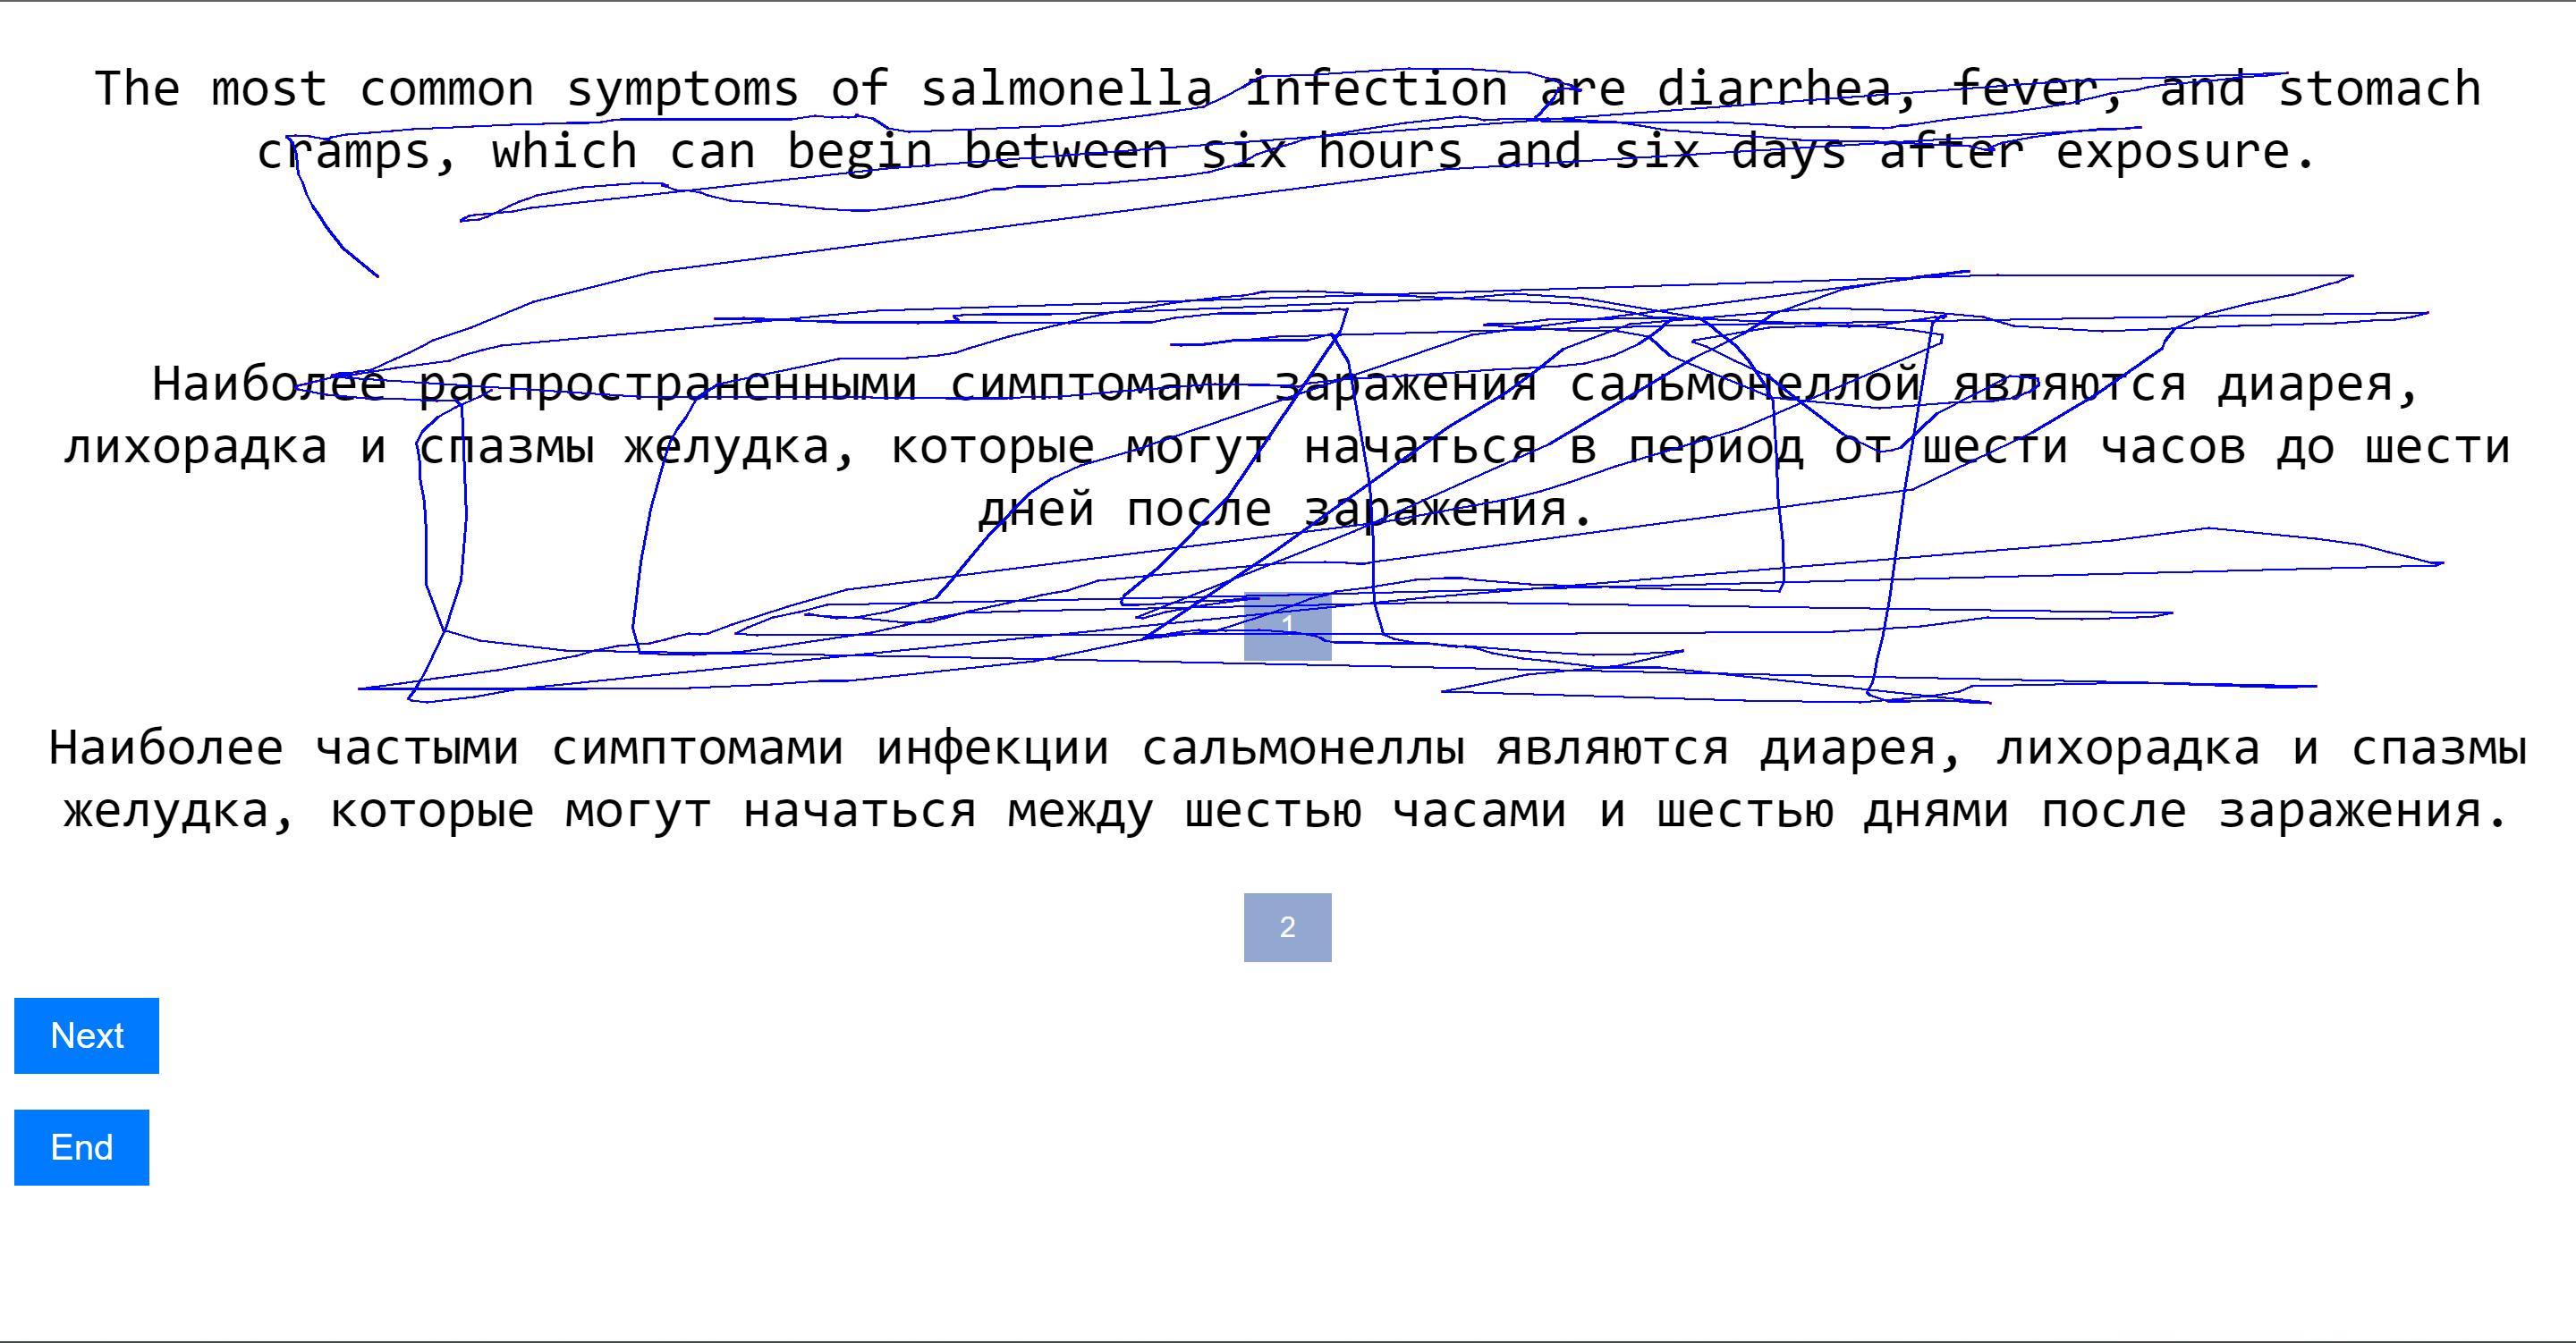 The most common symptoms of salmonella infection are diarrhea, fever, and stomach
cramps, which can begin between six hours and six days after exposure.
Наиболее распространенными симптомами заражения сальмонеллой являются диарея,
лихорадка и спазмы желудка, которые могут начаться в период от шести часов до шести
дней после заражения.
1
Наиболее частыми симптомами инфекции сальмонеллы являются диарея, лихорадка и спазмы
желудка, которые могут начаться между шестью часами и шестью днями после заражения.
2
Next
End